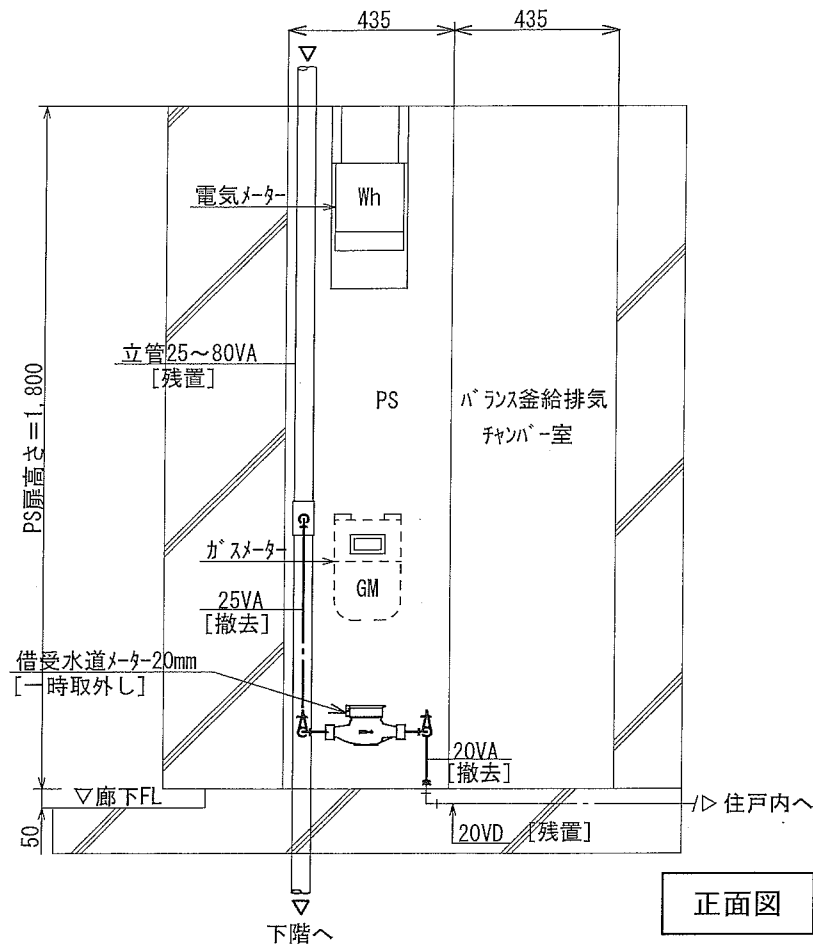 435
435
▽
電気メーター
Wh
立管25～80VA
[残置]
PS
バランス釜給排気
チャンバー室
PS扉高さ=1,800
ガスメーター
GM
25VA
[撤去]
借受水道メーター20mm
[一時取外し]
20VA
[撤去]
▽廊下FL
▷ 住戸内へ
50
20VD [残置]
▽
下階へ
正面図